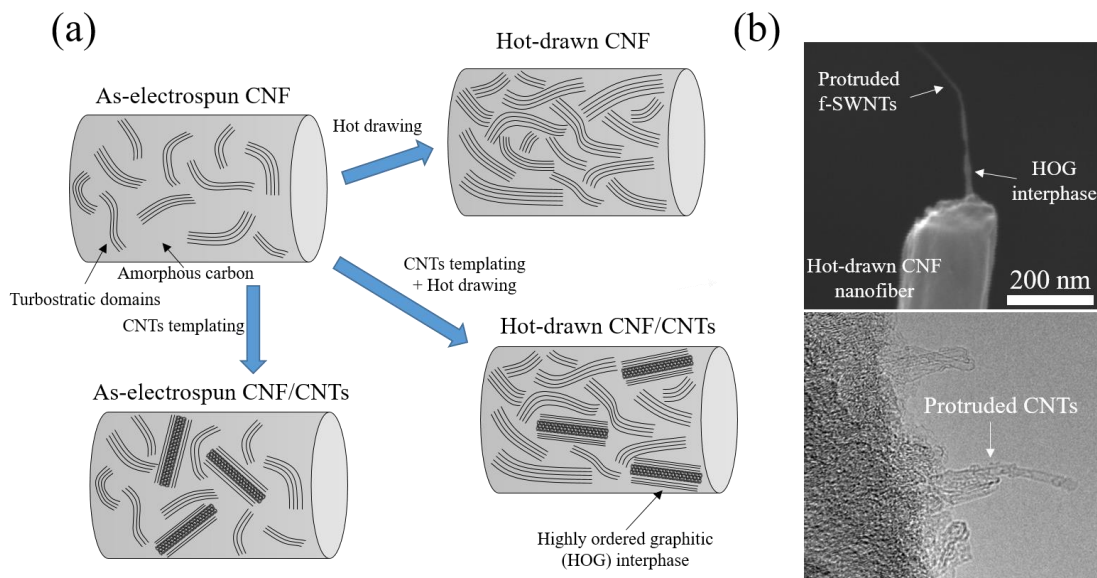 (a)
As-electrospun CNF
Turbostratic domains
Amorphous carbon
Hot drawing
Hot-drawn CNF
CNTs templating
CNTs templating
+ Hot drawing
As-electrospun CNF/CNTs
Hot-drawn CNF/CNTs
Highly ordered graphitic
(HOG) interphase
(b)
Protruded
f-SWNTs
HOG
interphase
Hot-drawn CNF
nanofiber
200 nm
Protruded CNTs